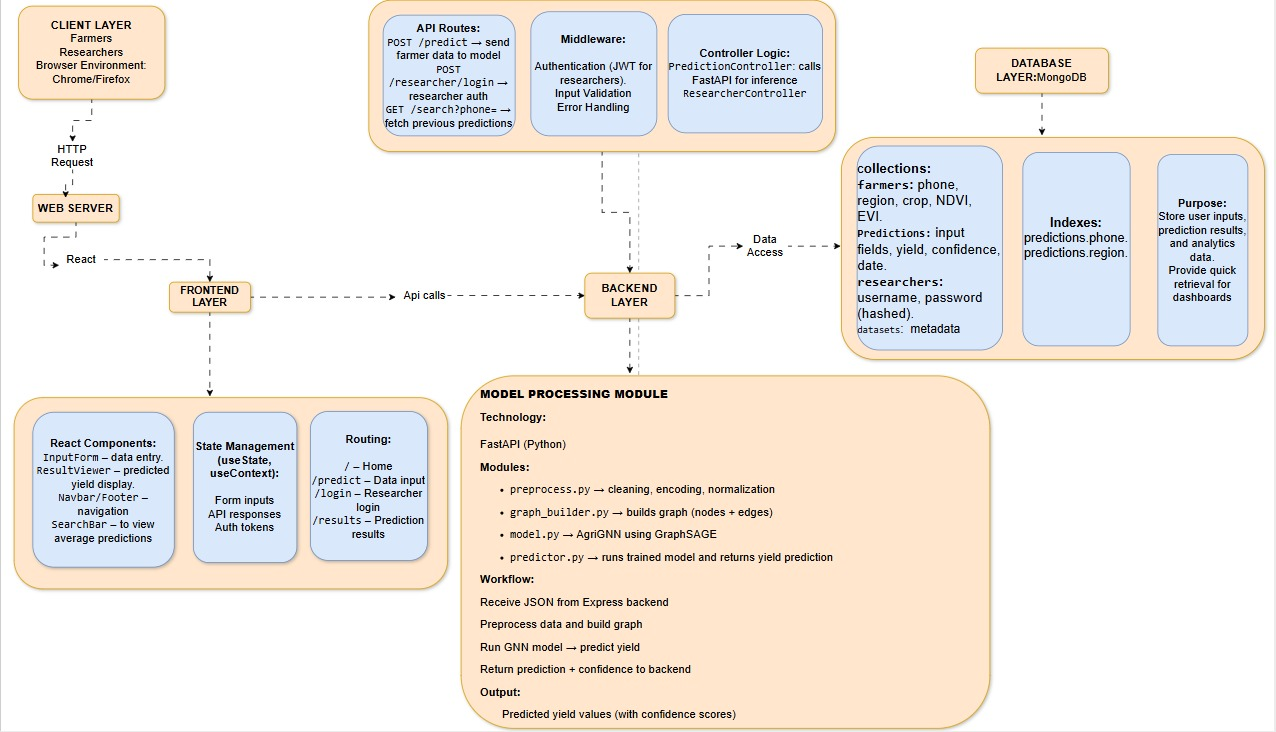 CLIENT LAYER
Farmers
Researchers
Browser Environment:
Chrome/Firefox
HTTP
Request
WEB SERVER
React
FRONTEND
LAYER
Api calls
API Routes:
POST /predict → send
farmer data to model
POST
/researcher/login →
researcher auth
GET /search?phone= →
fetch previous predictions
Middleware:
Authentication (JWT for
researchers).
Input Validation
Error Handling
Controller Logic:
PredictionController: calls
FastAPI for inference
ResearcherController
BACKEND
LAYER
Data
Access
DATABASE
LAYER:MongoDB
collections:
farmers: phone,
region, crop, NDVI,
EVI.
Predictions: input
fields, yield, confidence,
date.
researchers:
username, password
(hashed).
datasets: metadata
Indexes:
predictions.phone.
predictions.region.
Purpose:
Store user inputs,
prediction results,
and analytics
data.
Provide quick
retrieval for
dashboards
React Components:
InputForm – data entry.
ResultViewer – predicted
yield display.
Navbar/Footer –
navigation
SearchBar – to view
average predictions
State Management
(useState,
useContext):
Form inputs
API responses
Auth tokens
Routing:
/ – Home
/predict – Data input
/login – Researcher
login
/results – Prediction
results
MODEL PROCESSING MODULE
Technology:
FastAPI (Python)
Modules:
• preprocess.py → cleaning, encoding, normalization
• graph_builder.py → builds graph (nodes + edges)
• model.py → AgriGNN using GraphSAGE
• predictor.py → runs trained model and returns yield prediction
Workflow:
Receive JSON from Express backend
Preprocess data and build graph
Run GNN model → predict yield
Return prediction + confidence to backend
Output:
Predicted yield values (with confidence scores)